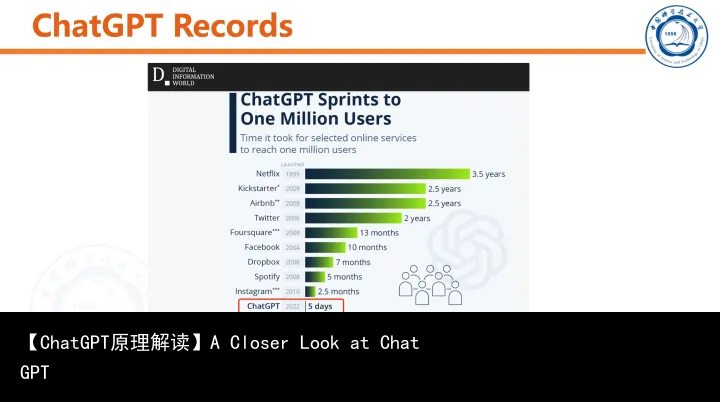 ChatGPT Records
1958
DIGITAL
INFORMATION
WORLD
ChatGPT Sprints to
One Million Users
Time it took for selected online services
to reach one million users
Launched
Netflix 1999 3.5 years
Kickstarter* 2009 2.5 years
Airbnb** 2008 2.5 years
Twitter 2006 2 years
Foursquare*** 2009 13 months
Facebook 2004 10 months
Dropbox 2008 7 months
Spotify 2008 5 months
Instagram*** 2010 2.5 months
ChatGPT 2022 5 days
【ChatGPT原理解读】A Closer Look at Chat
GPT